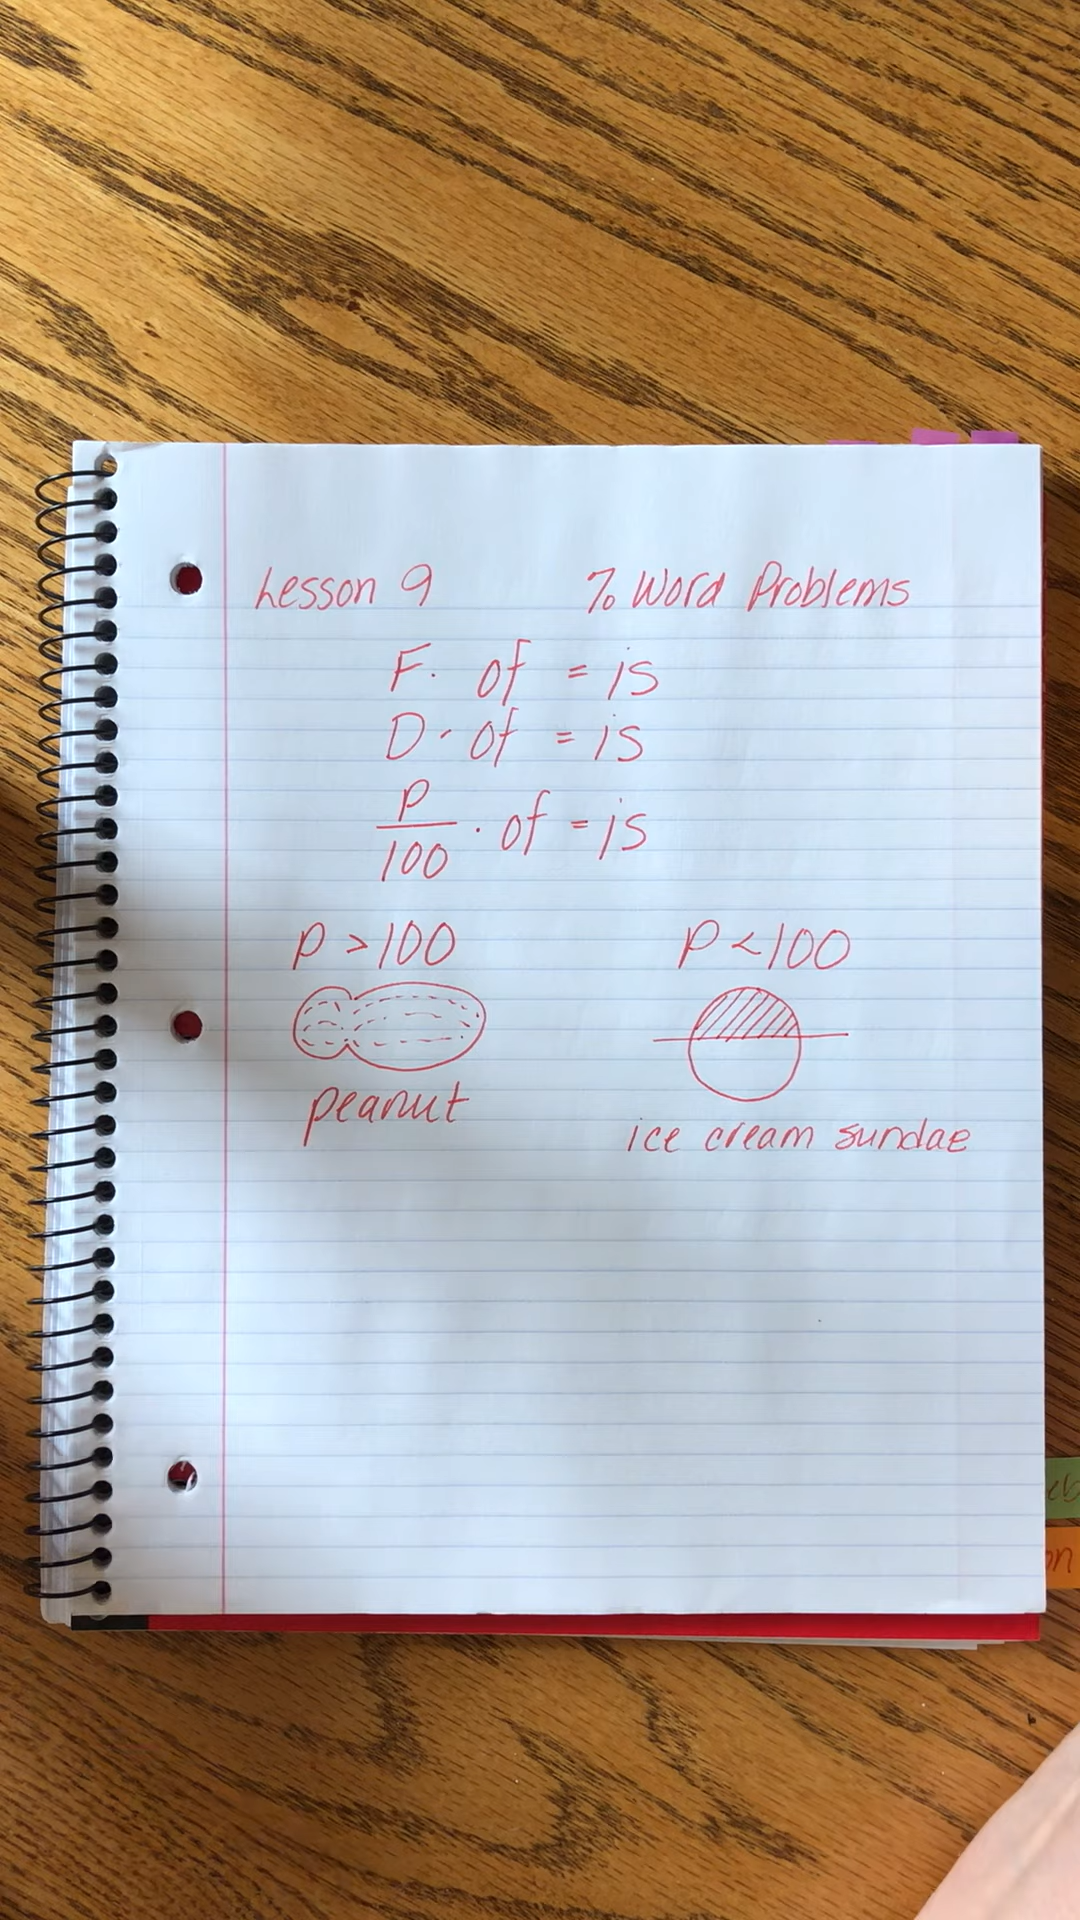 Lesson 9 % Word Problems
F. of = is
D. of = is
P
100 · of = is
P > 100 P < 100
peanut
ice cream sundae